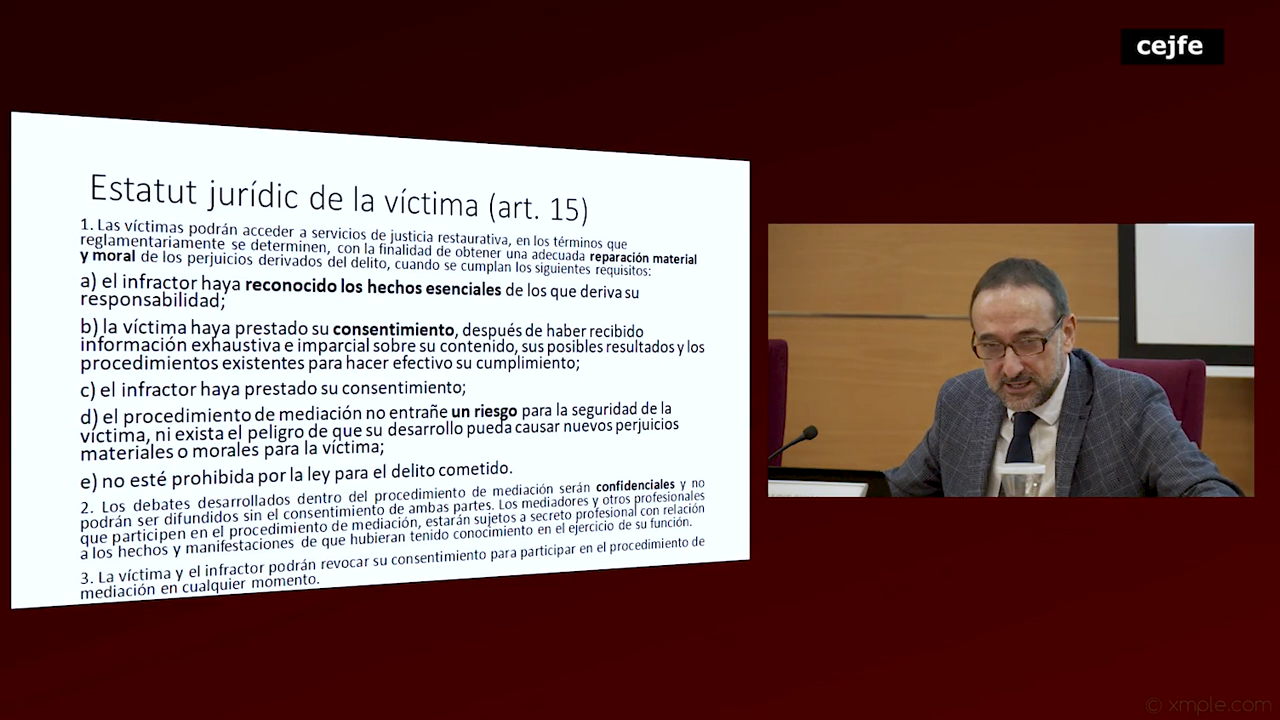 cejfe
Estatut jurídic de la víctima (art. 15)
1. Las víctimas podrán acceder a servicios de justicia restaurativa, en los términos que
reglamentariamente se determinen, con la finalidad de obtener una adecuada reparación material
y moral de los perjuicios derivados del delito, cuando se cumplan los siguientes requisitos:
a) el infractor haya reconocido los hechos esenciales de los que deriva su
responsabilidad;
b) la víctima haya prestado su consentimiento, después de haber recibido
información exhaustiva e imparcial sobre su contenido, sus posibles resultados y los
procedimientos existentes para hacer efectivo su cumplimiento;
c) el infractor haya prestado su consentimiento;
d) el procedimiento de mediación no entrañe un riesgo para la seguridad de la
víctima, ni exista el peligro de que su desarrollo pueda causar nuevos perjuicios
materiales o morales para la víctima;
e) no esté prohibida por la ley para el delito cometido.
2. Los debates desarrollados dentro del procedimiento de mediación serán confidenciales y no
podrán ser difundidos sin el consentimiento de ambas partes. Los mediadores y otros profesionales
que participen en el procedimiento de mediación, estarán sujetos a secreto profesional con relación
a los hechos y manifestaciones de que hubieran tenido conocimiento en el ejercicio de su función.
3. La víctima y el infractor podrán revocar su consentimiento para participar en el procedimiento de
mediación en cualquier momento.
© xmple.com